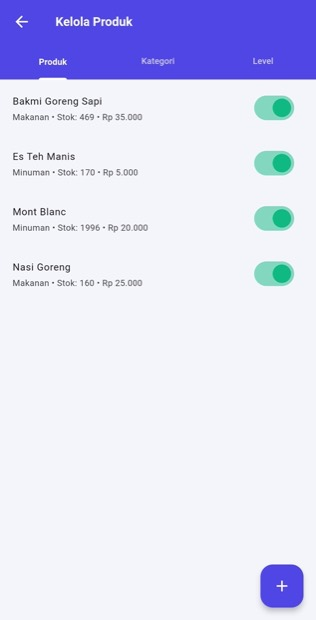 Kelola Produk
Produk Kategori Level
Bakmi Goreng Sapi
Makanan • Stok: 469 • Rp 35.000
Es Teh Manis
Minuman • Stok: 170 • Rp 5.000
Mont Blanc
Minuman • Stok: 1996 • Rp 20.000
Nasi Goreng
Makanan • Stok: 160 • Rp 25.000